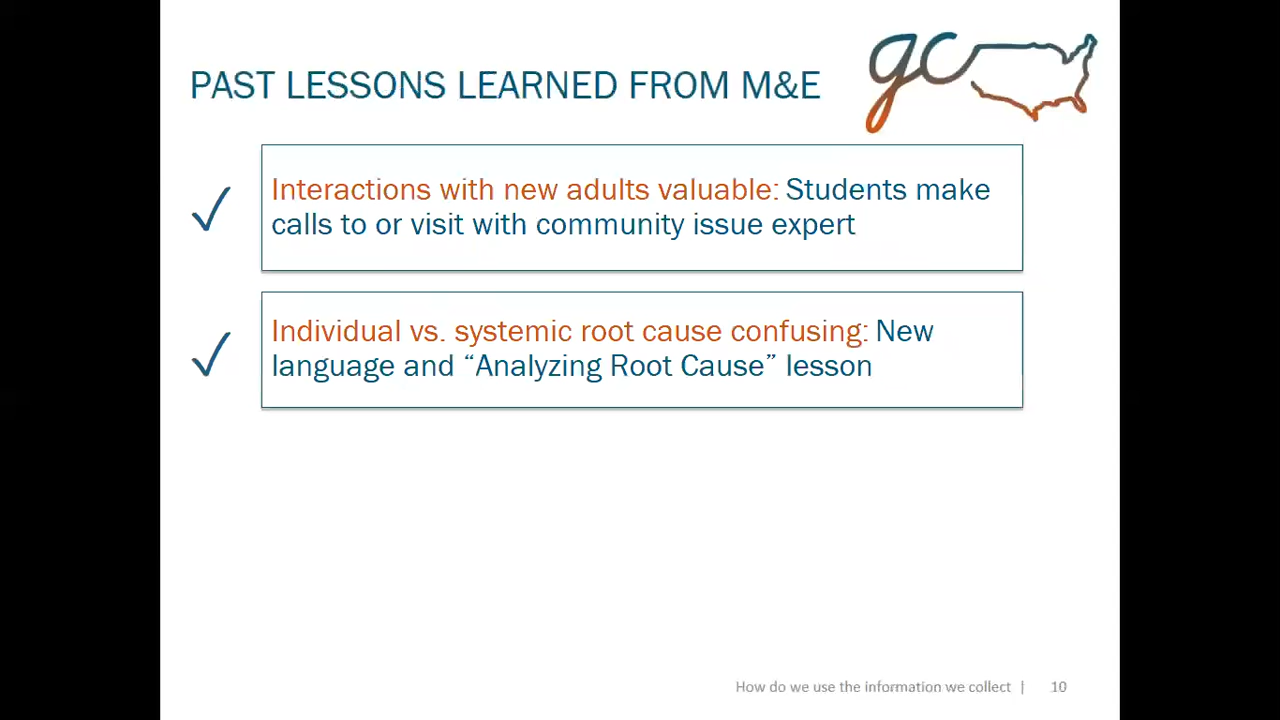 PAST LESSONS LEARNED FROM M&E
gc
Interactions with new adults valuable: Students make
calls to or visit with community issue expert
Individual vs. systemic root cause confusing: New
language and “Analyzing Root Cause” lesson
How do we use the information we collect | 10